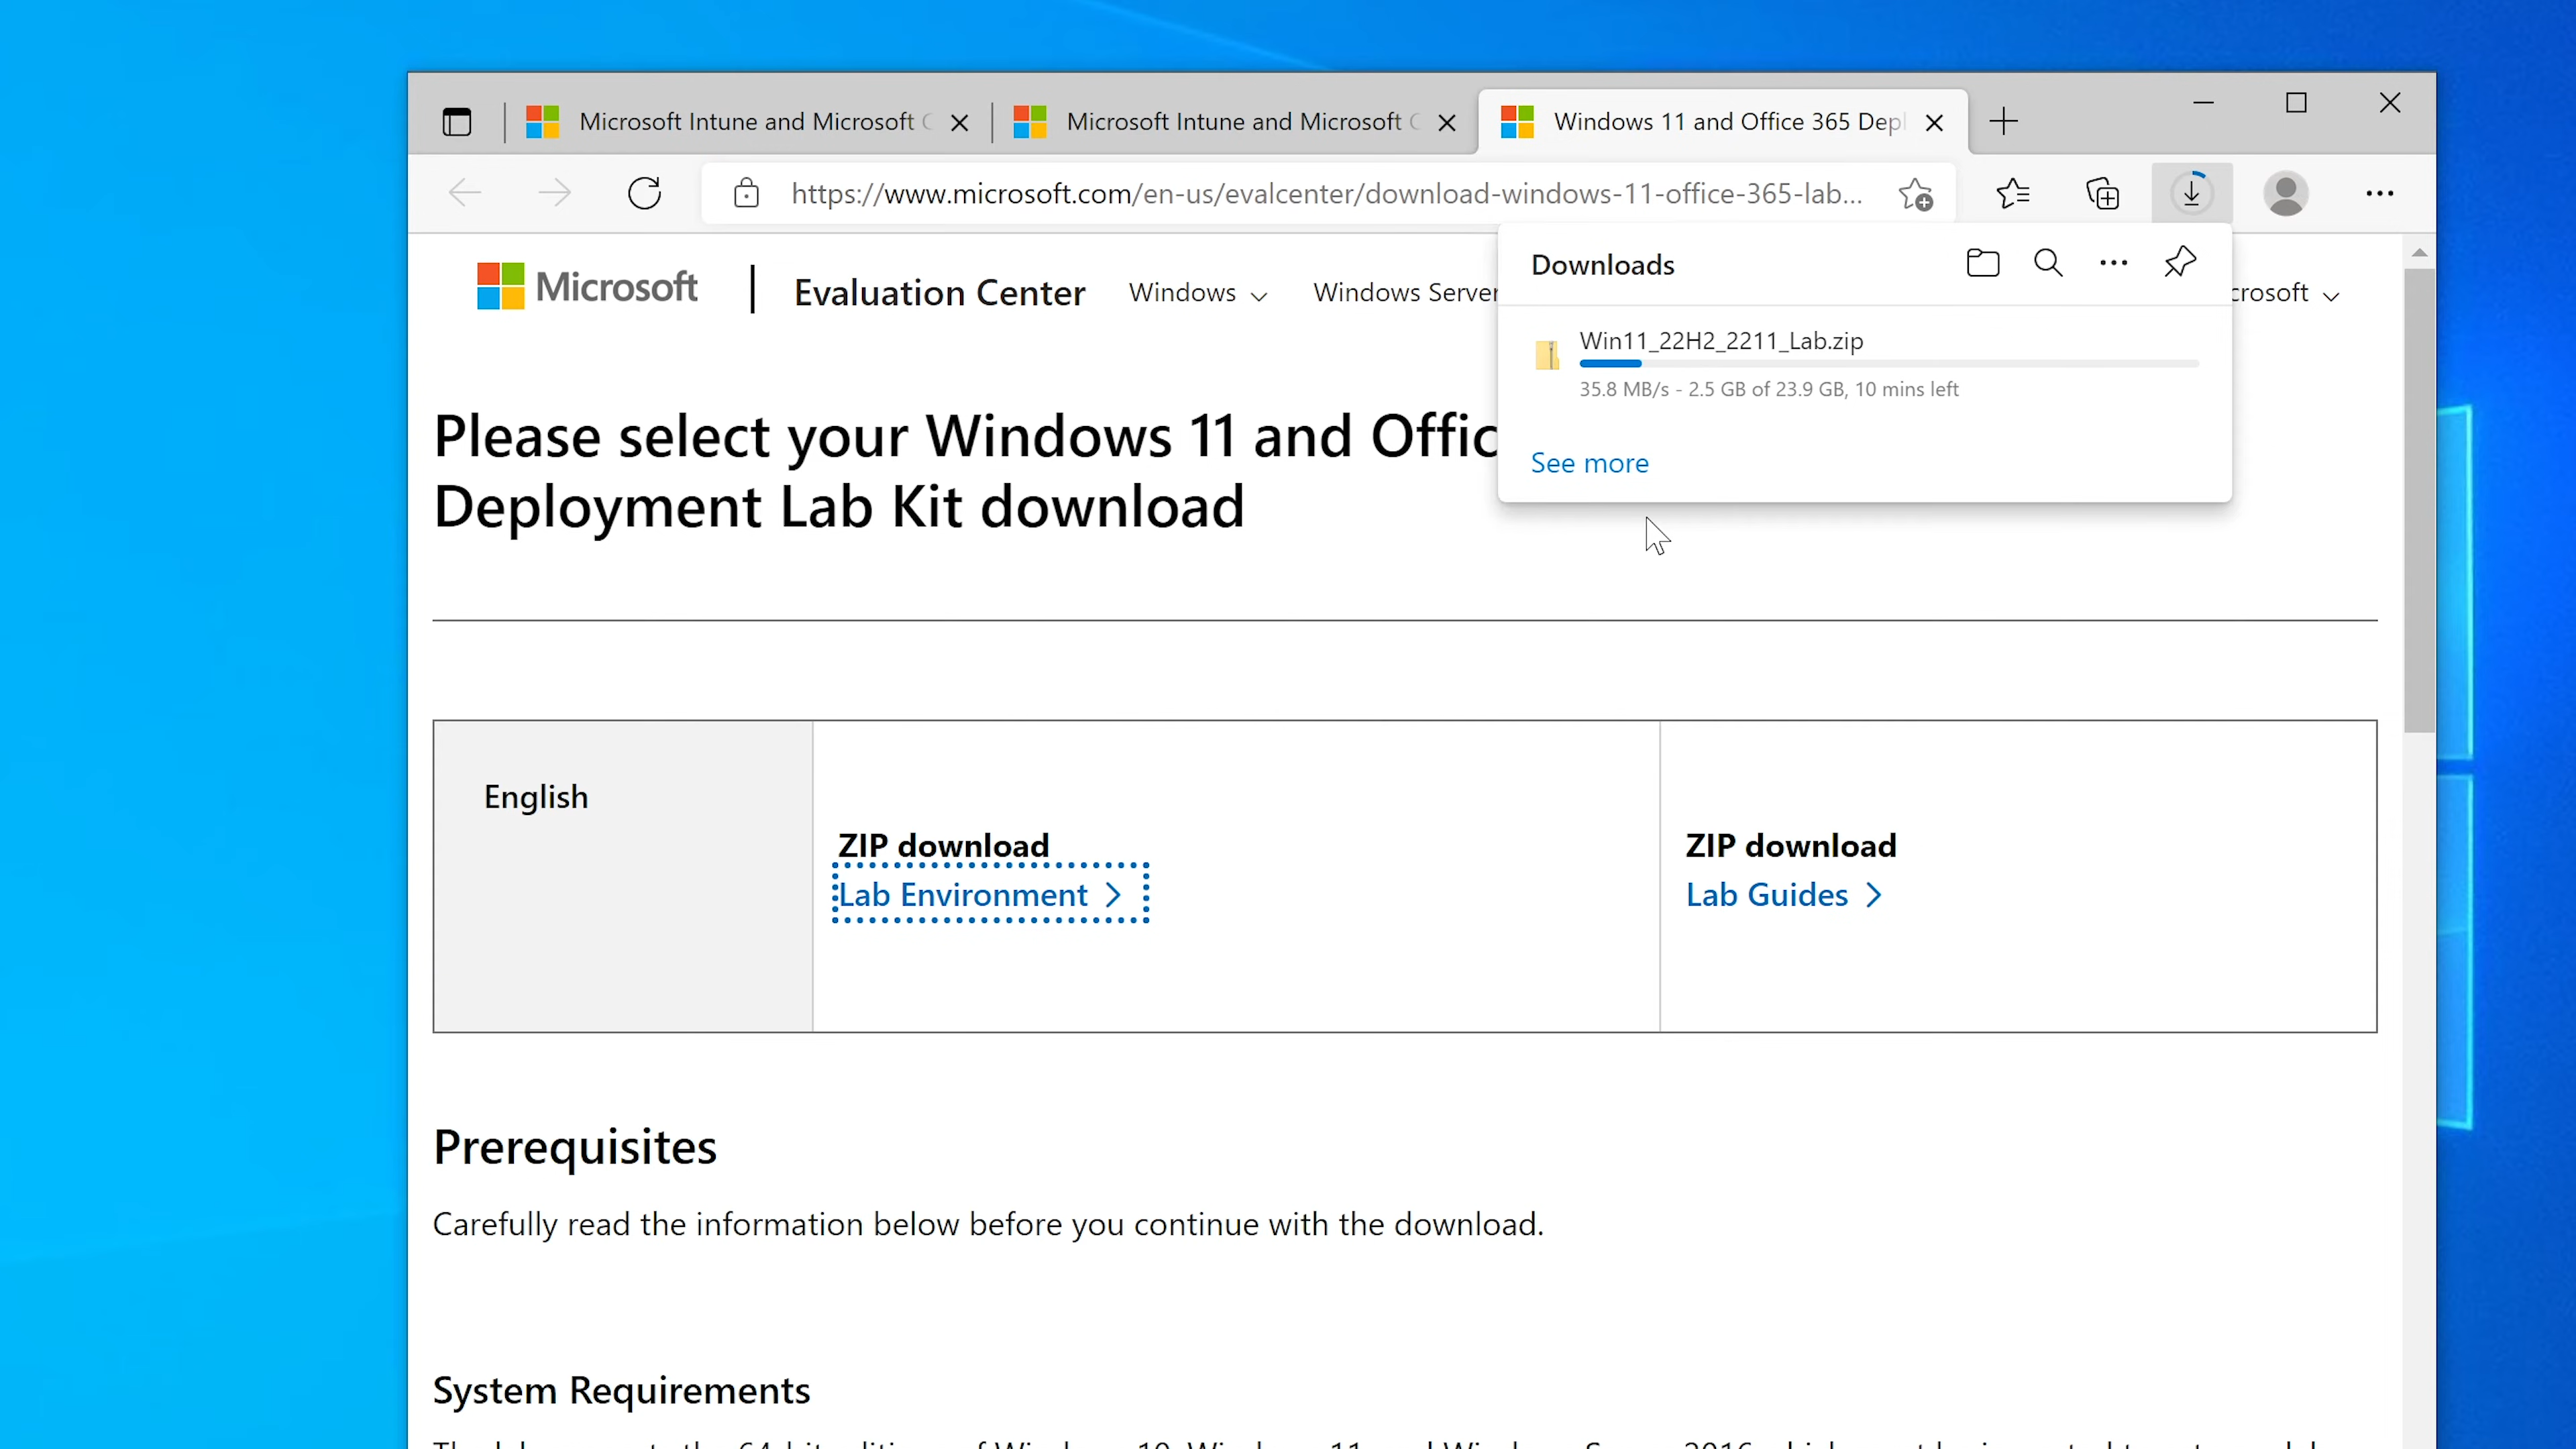 Microsoft Intune and Microsoft
Microsoft Intune and Microsoft
Windows 11 and Office 365 Depl
https://www.microsoft.com/en-us/evalcenter/download-windows-11-office-365-lab...
Microsoft
Evaluation Center
Windows
Windows Server
crosoft
Downloads
Win11_22H2_2211_Lab.zip
35.8 MB/s - 2.5 GB of 23.9 GB, 10 mins left
See more
Please select your Windows 11 and Offic
Deployment Lab Kit download
English
ZIP download
Lab Environment
ZIP download
Lab Guides
Prerequisites
Carefully read the information below before you continue with the download.
System Requirements